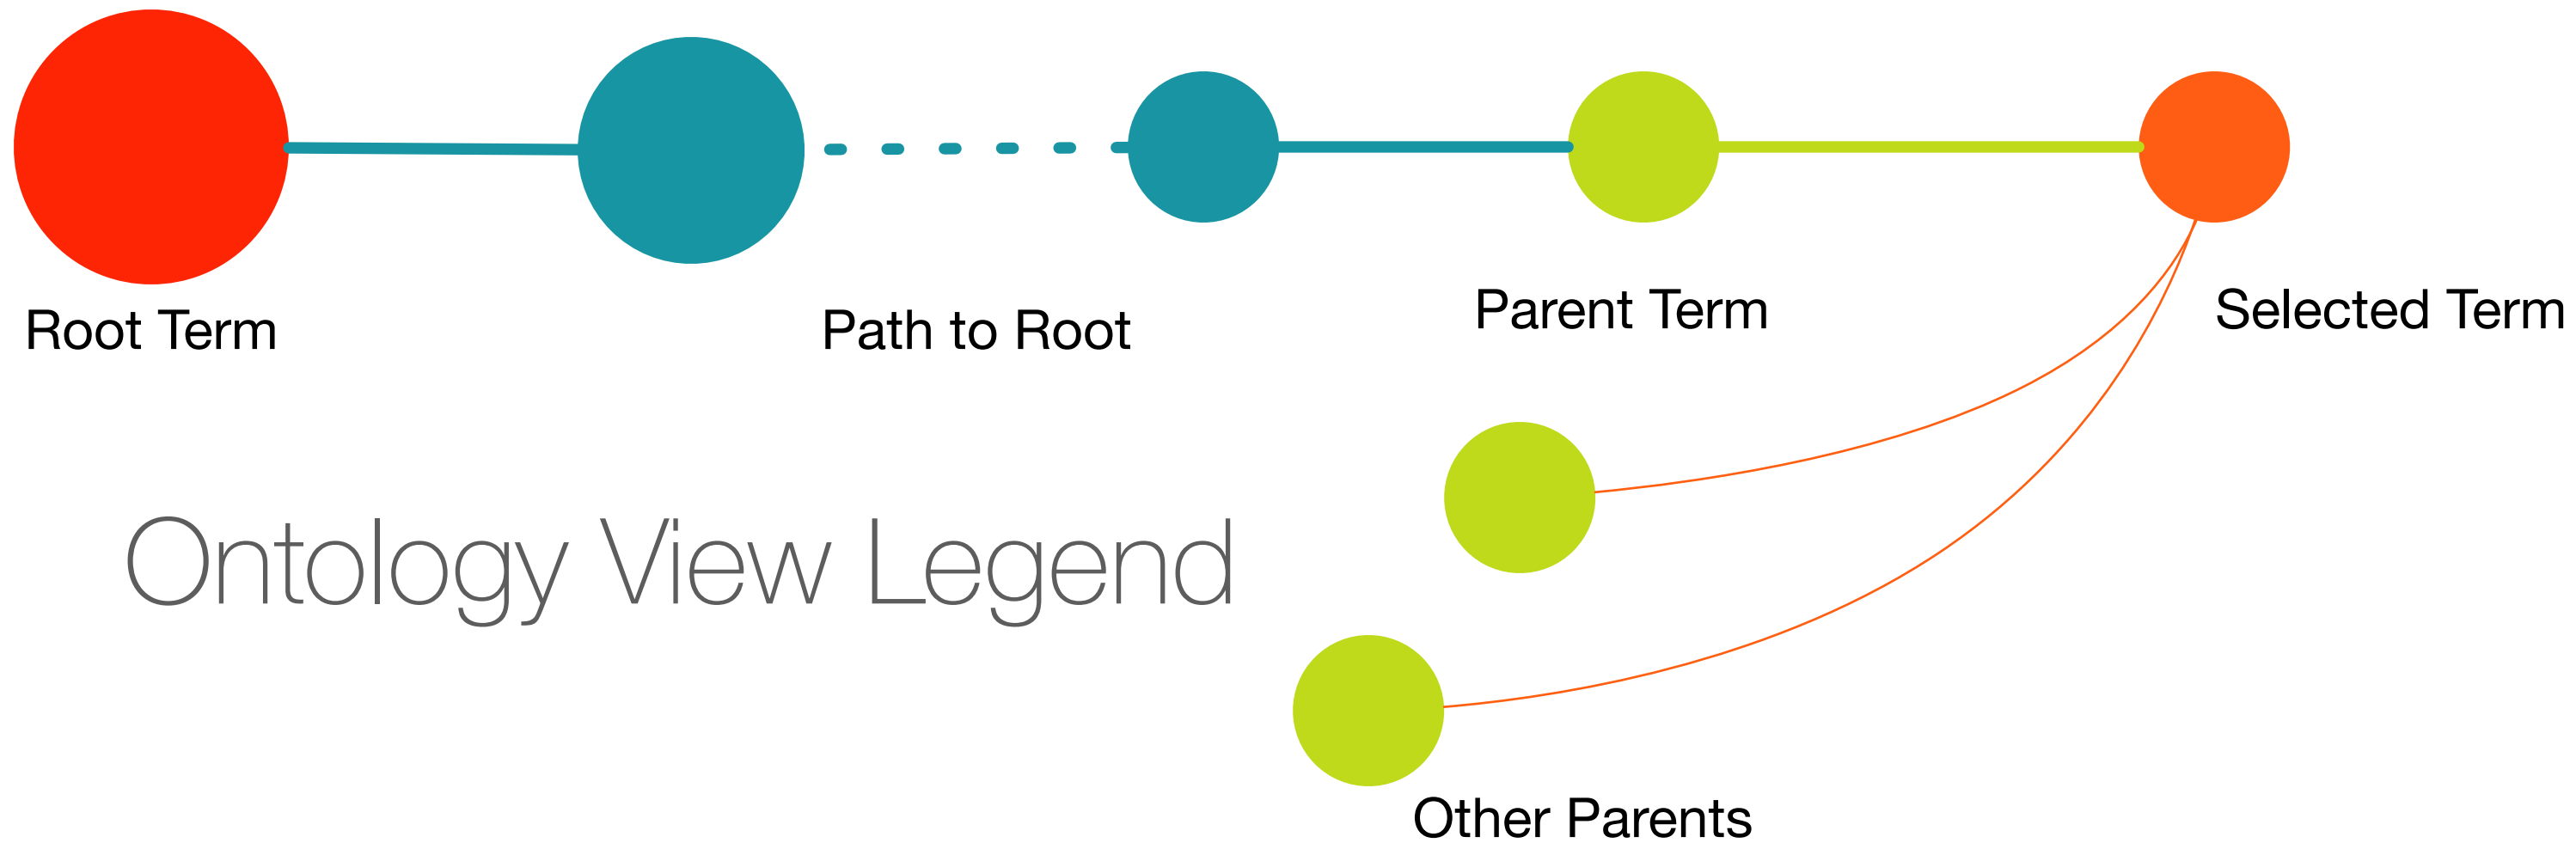 Root Term
Path to Root
Parent Term
Selected Term
Ontology View Legend
Other Parents